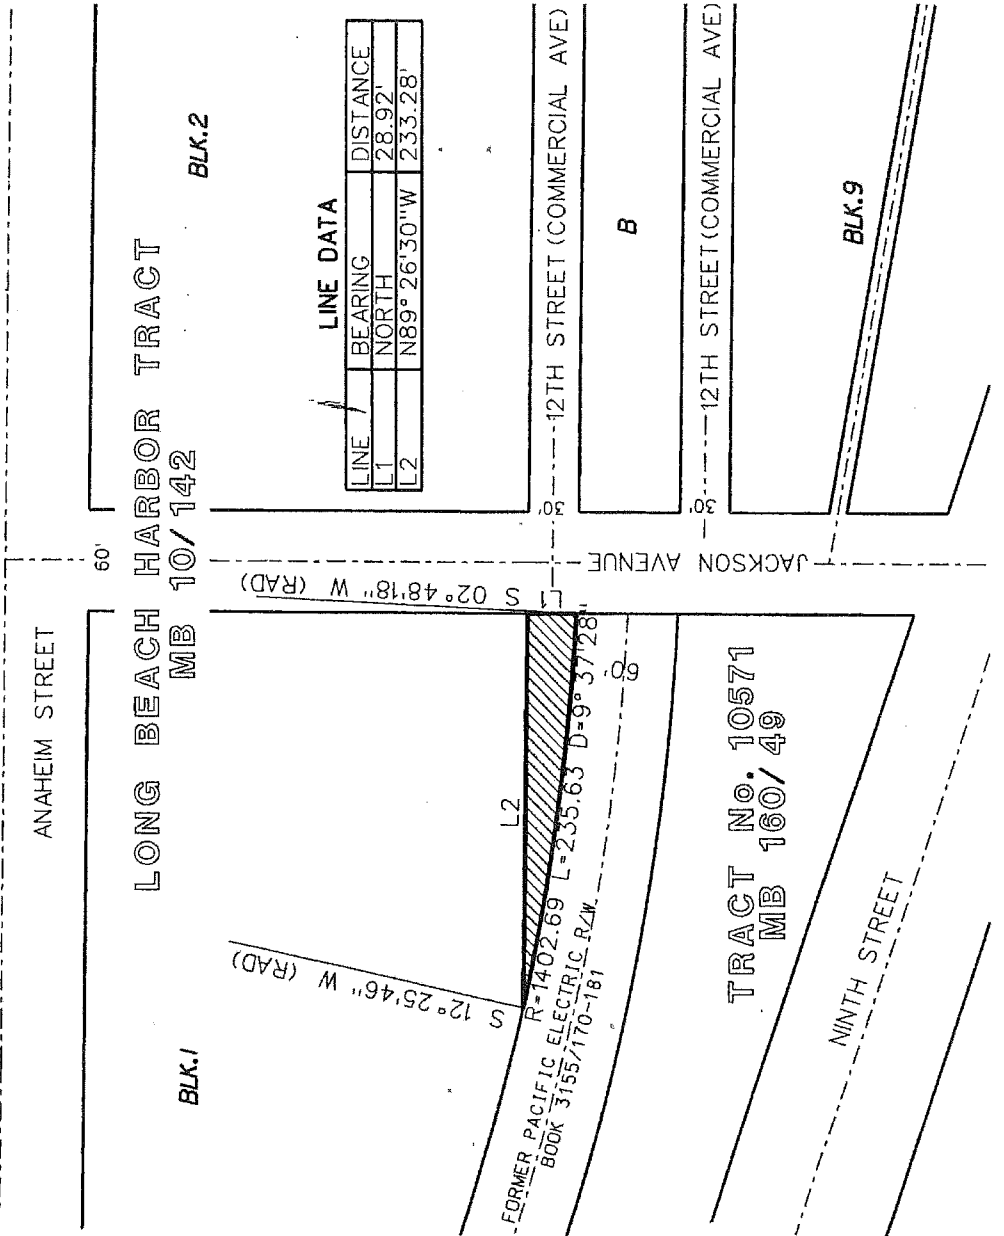 ANAHEIM STREET
60'
LONG BEACH HARBOR TRACT
MB 10/142
BLK.1
BLK.2
LINE DATA
LINE BEARING DISTANCE
L1 NORTH 28.92'
L2 N89°26'30"W 233.28'
S 12°25'46" W (RAD)
S 02°48'18" W (RAD)
L2
L1
R=1402.69 L=235.63 D=9°37'28"
60'
FORMER PACIFIC ELECTRIC R/W
BOOK 3155/170-181
30'
12TH STREET (COMMERCIAL AVE)
B
30'
12TH STREET (COMMERCIAL AVE)
JACKSON AVENUE
BLK.9
TRACT No. 10571
MB 160/49
NINTH STREET